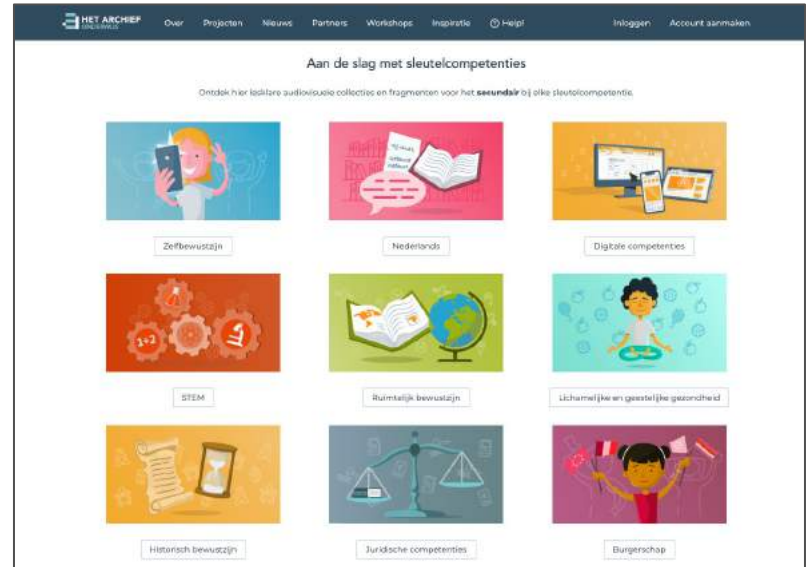 HET ARCHIEF
ONDERWIJS
Over Projecten Nieuws Partners Workshops Inspiratie Help! Inloggen Account aanmaken
Aan de slag met sleutelcompetenties
Ontdek hier lesklare audiovisuele collecties en fragmenten voor het secundair bij elke sleutelcompetentie.
Zelfbewustzijn Nederlands Digitale competenties
1+2
STEM Ruimtelijk bewustzijn Lichamelijke en geestelijke gezondheid
Historisch bewustzijn Juridische competenties Burgerschap